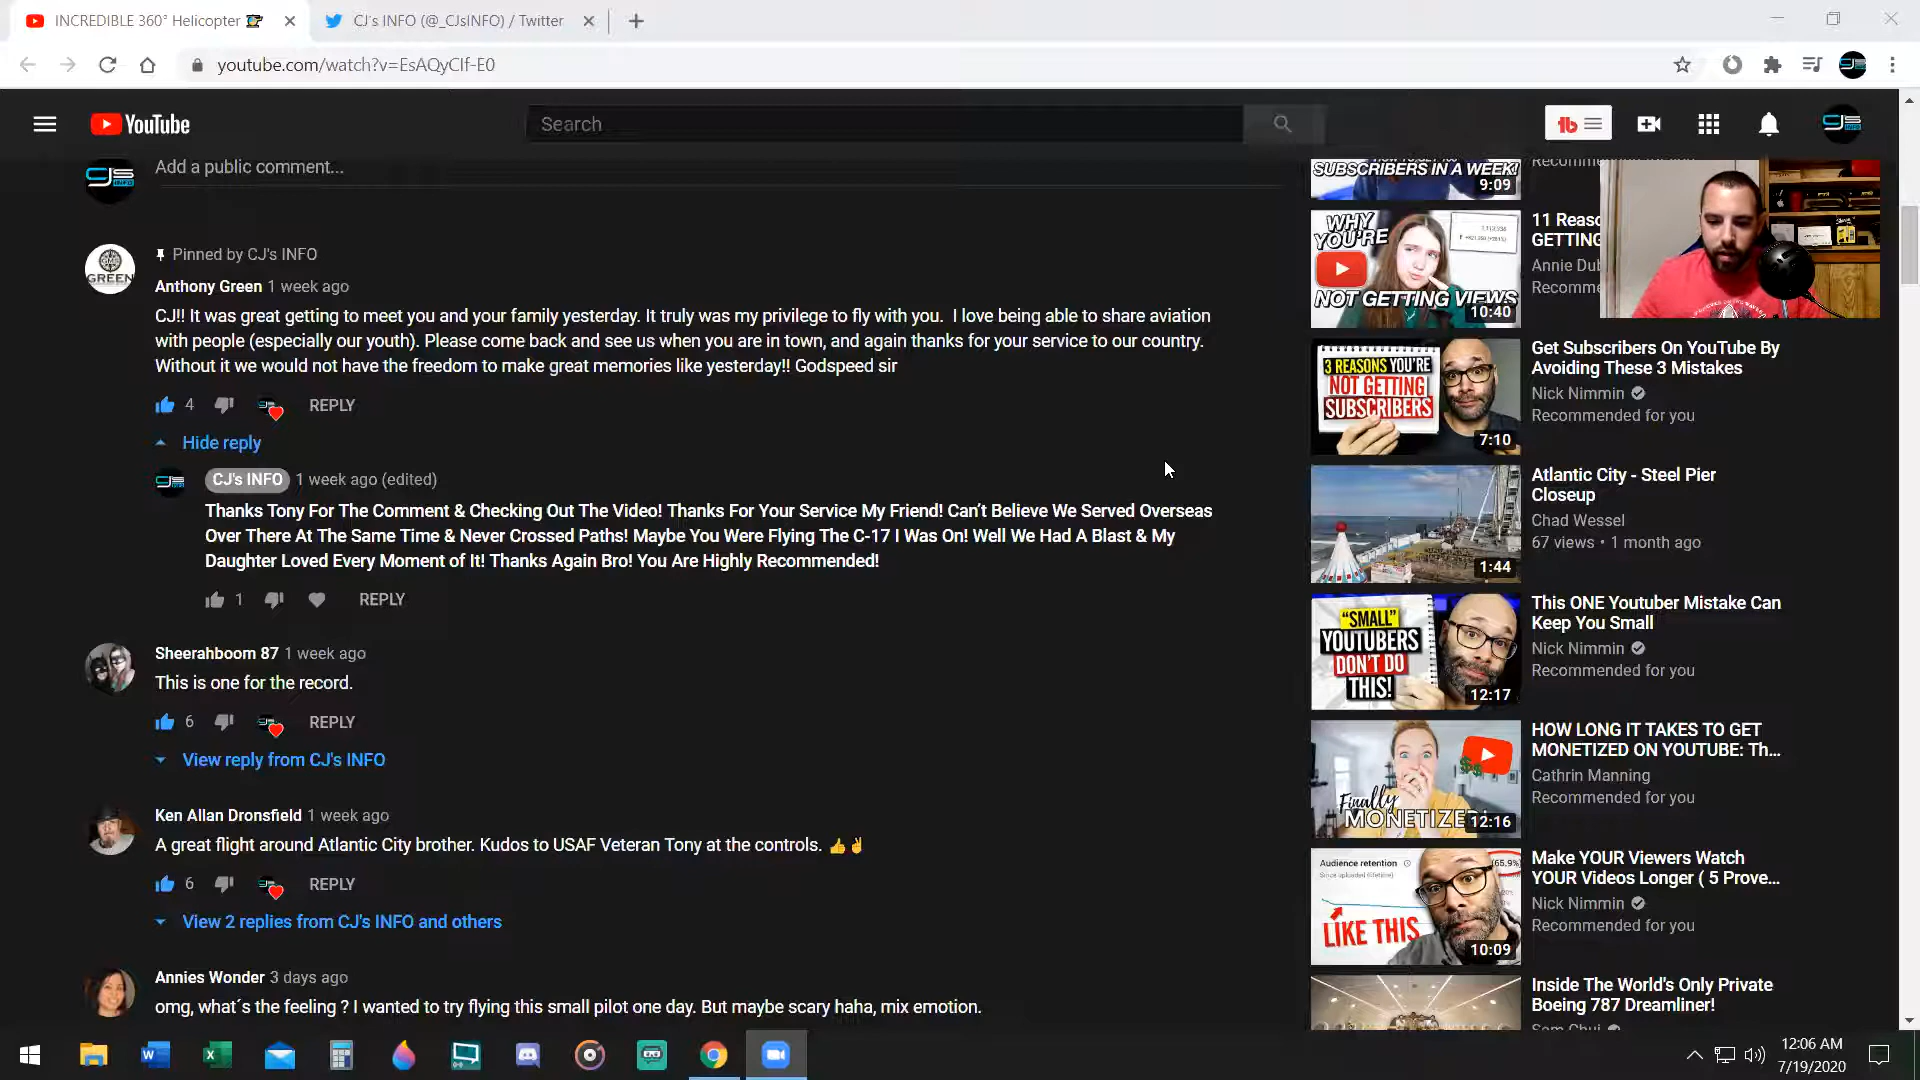 INCREDIBLE 360° Helicopter
CJ's INFO (@_CJsINFO) / Twitter
youtube.com/watch?v=EsAQyClf-E0
YouTube
Search
Add a public comment...
Pinned by CJ'S INFO
Anthony Green 1 week ago
CJ!! It was great getting to meet you and your family yesterday. It truly was my privilege to fly with you. I love being able to share aviation
with people (especially our youth). Please come back and see us when you are in town, and again thanks for your service to our country.
Without it we would not have the freedom to make great memories like yesterday!! Godspeed sir
4 REPLY
Hide reply
CJ's INFO 1 week ago (edited)
Thanks Tony For The Comment & Checking Out The Video! Thanks For Your Service My Friend! Can't Believe We Served Overseas
Over There At The Same Time & Never Crossed Paths! Maybe You Were Flying The C-17 I Was On! Well We Had A Blast & My
Daughter Loved Every Moment of It! Thanks Again Bro! You Are Highly Recommended!
1 REPLY
Sheerahboom 87 1 week ago
This is one for the record.
6 REPLY
View reply from CJ's INFO
Ken Allan Dronsfield 1 week ago
A great flight around Atlantic City brother. Kudos to USAF Veteran Tony at the controls. 👍✌
6 REPLY
View 2 replies from CJ's INFO and others
Annies Wonder 3 days ago
omg, what´s the feeling ? I wanted to try flying this small pilot one day. But maybe scary haha, mix emotion.
SUBSCRIBERS IN A WEEK!
9:09
WHY
YOU'RE
NOT GETTING VIEWS
10:40
11 Reaso
GETTING
Annie Dub
Recomme
3 REASONS YOU'RE
NOT GETTING
SUBSCRIBERS
7:10
Get Subscribers On YouTube By
Avoiding These 3 Mistakes
Nick Nimmin
Recommended for you
1:44
Atlantic City - Steel Pier
Closeup
Chad Wessel
67 views • 1 month ago
"SMALL"
YOUTUBERS
DON'T DO
THIS!
12:17
This ONE Youtuber Mistake Can
Keep You Small
Nick Nimmin
Recommended for you
Finally
MONETIZED
12:16
HOW LONG IT TAKES TO GET
MONETIZED ON YOUTUBE: Th...
Cathrin Manning
Recommended for you
Audience retention
(65.9%)
LIKE THIS
10:09
Make YOUR Viewers Watch
YOUR Videos Longer ( 5 Prove...
Nick Nimmin
Recommended for you
Inside The World's Only Private
Boeing 787 Dreamliner!
Sam Chui
12:06 AM
7/19/2020